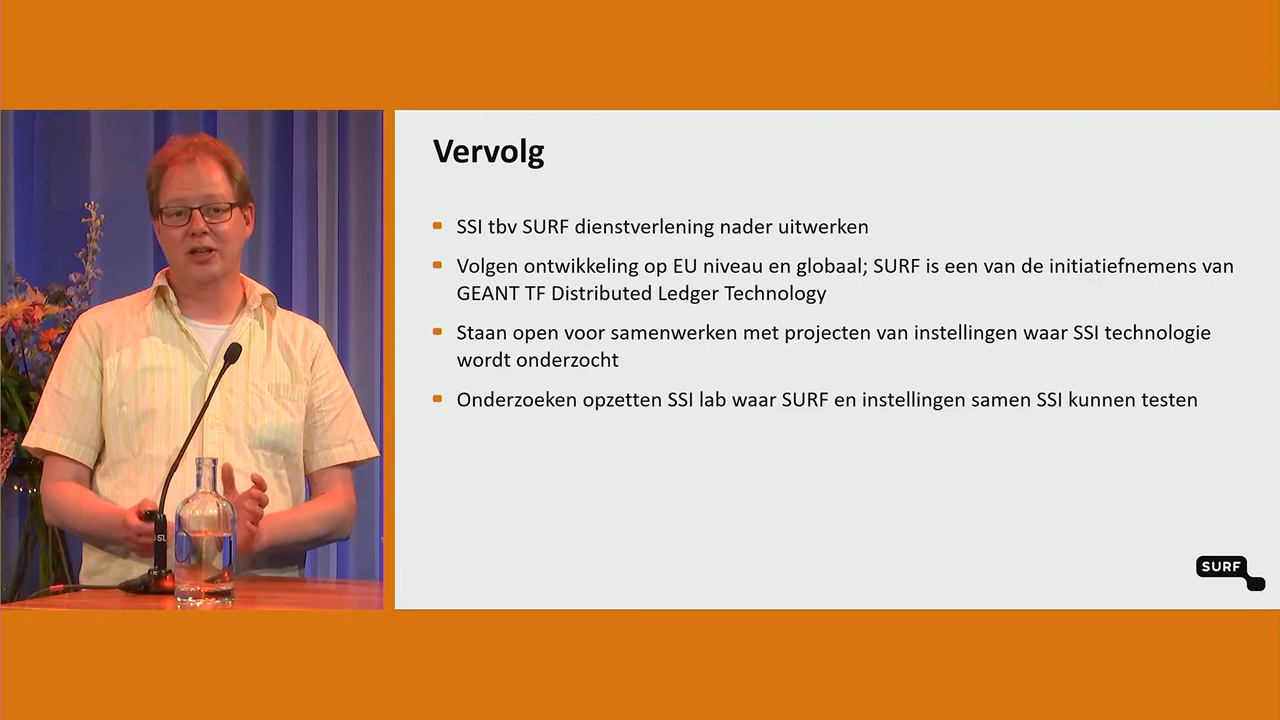 Vervolg
SSI tbv SURF dienstverlening nader uitwerken
Volgen ontwikkeling op EU niveau en globaal; SURF is een van de initiatiefnemens van
GEANT TF Distributed Ledger Technology
Staan open voor samenwerken met projecten van instellingen waar SSI technologie
wordt onderzocht
Onderzoeken opzetten SSI lab waar SURF en instellingen samen SSI kunnen testen
SURF